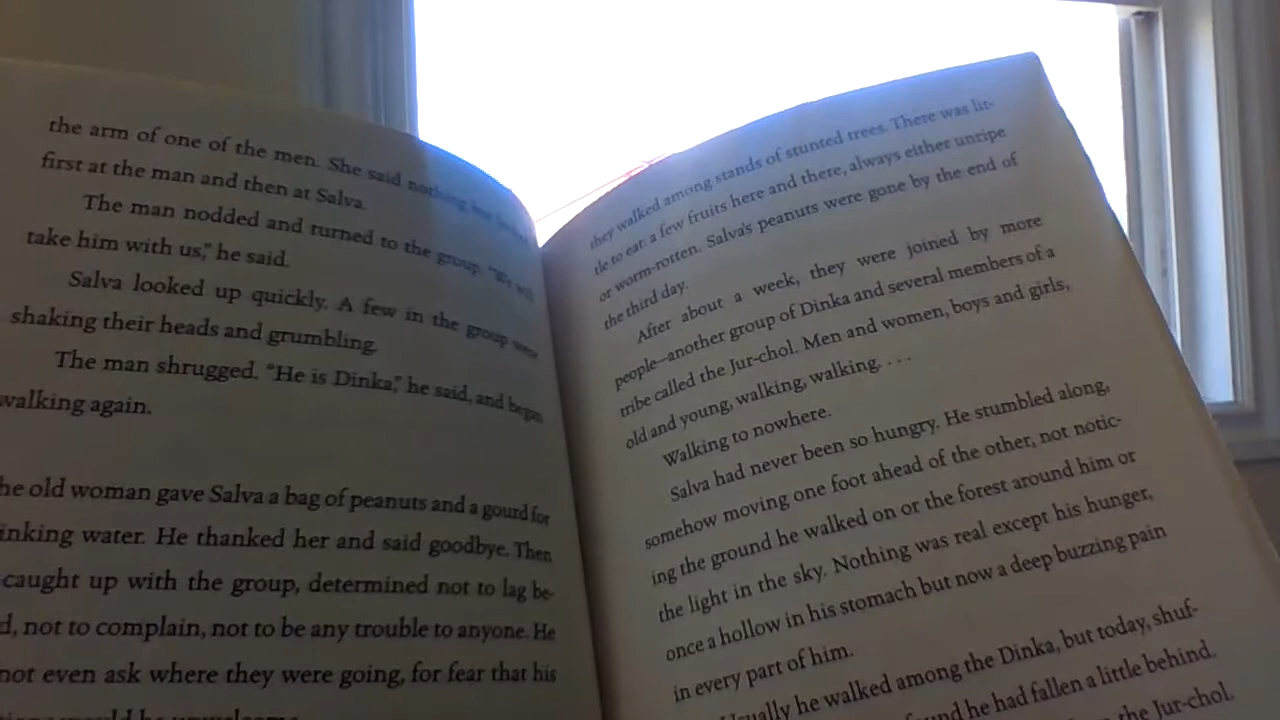 the arm of one of the men. She said nothing but looked
first at the man and then at Salva.
The man nodded and turned to the group. "We will
take him with us," he said.
Salva looked up quickly. A few in the group were
shaking their heads and grumbling.
The man shrugged. "He is Dinka," he said, and began
walking again.
he old woman gave Salva a bag of peanuts and a gourd for
inking water. He thanked her and said goodbye. Then
caught up with the group, determined not to lag be-
d, not to complain, not to be any trouble to anyone. He
not even ask where they were going, for fear that his
would be unwelcome.
they walked among stands of stunted trees. There was lit-
tle to eat: a few fruits here and there, always either unripe
or worm-rotten. Salva's peanuts were gone by the end of
the third day.
After about a week, they were joined by more
people—another group of Dinka and several members of a
tribe called the Jur-chol. Men and women, boys and girls,
old and young, walking, walking. . . .
Walking to nowhere.
Salva had never been so hungry. He stumbled along,
somehow moving one foot ahead of the other, not notic-
ing the ground he walked on or the forest around him or
the light in the sky. Nothing was real except his hunger,
once a hollow in his stomach but now a deep buzzing pain
in every part of him.
Usually he walked among the Dinka, but today, shuf-
found he had fallen a little behind.
the Jur-chol.